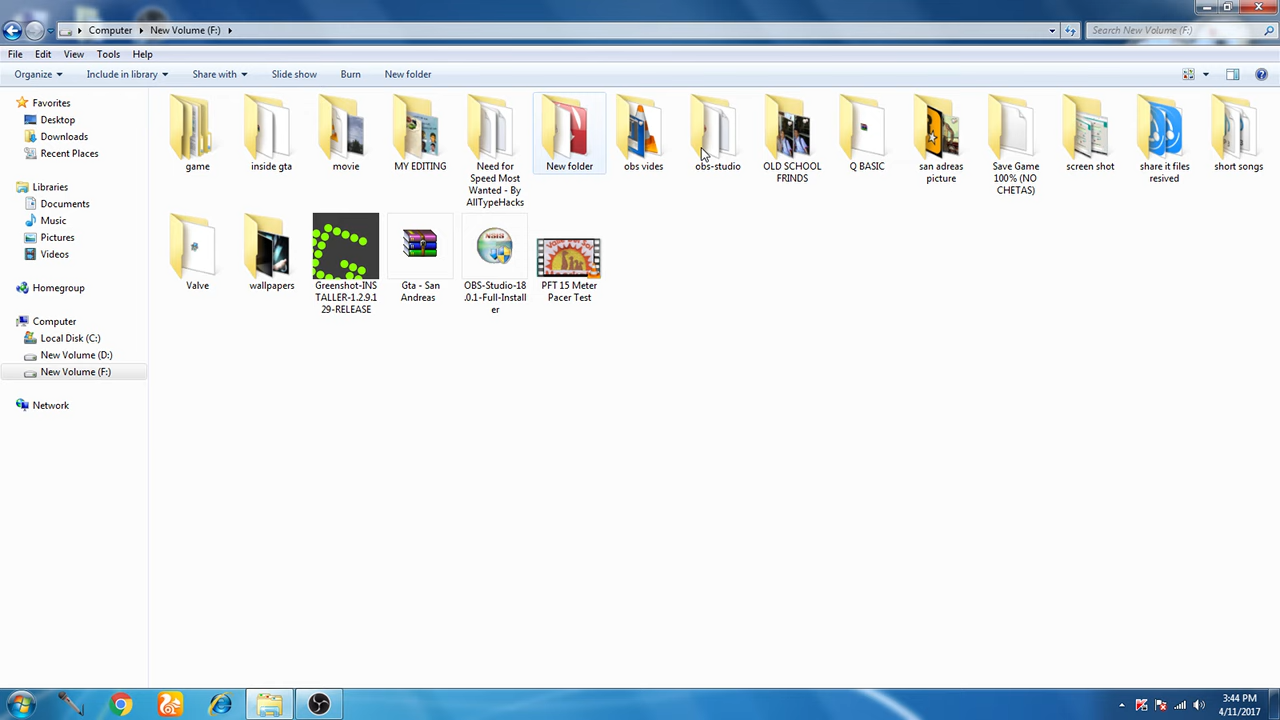 Computer New Volume (F:)
Search New Volume (F:)
File Edit View Tools Help
Organize Include in library Share with Slide show Burn New folder
Favorites
Desktop
Downloads
Recent Places
Libraries
Documents
Music
Pictures
Videos
Homegroup
Computer
Local Disk (C:)
New Volume (D:)
New Volume (F:)
Network
game
inside gta
movie
MY EDITING
Need for
Speed Most
Wanted - By
AllTypeHacks
New folder
obs vides
obs-studio
OLD SCHOOL
FRINDS
Q BASIC
san adreas
picture
Save Game
100% (NO
CHETAS)
screen shot
share it files
resived
short songs
Valve
wallpapers
Greenshot-INS
TALLER-1.2.9.1
29-RELEASE
Gta - San
Andreas
OBS-Studio-18
.0.1-Full-Install
er
PFT 15 Meter
Pacer Test
3:44 PM
4/11/2017